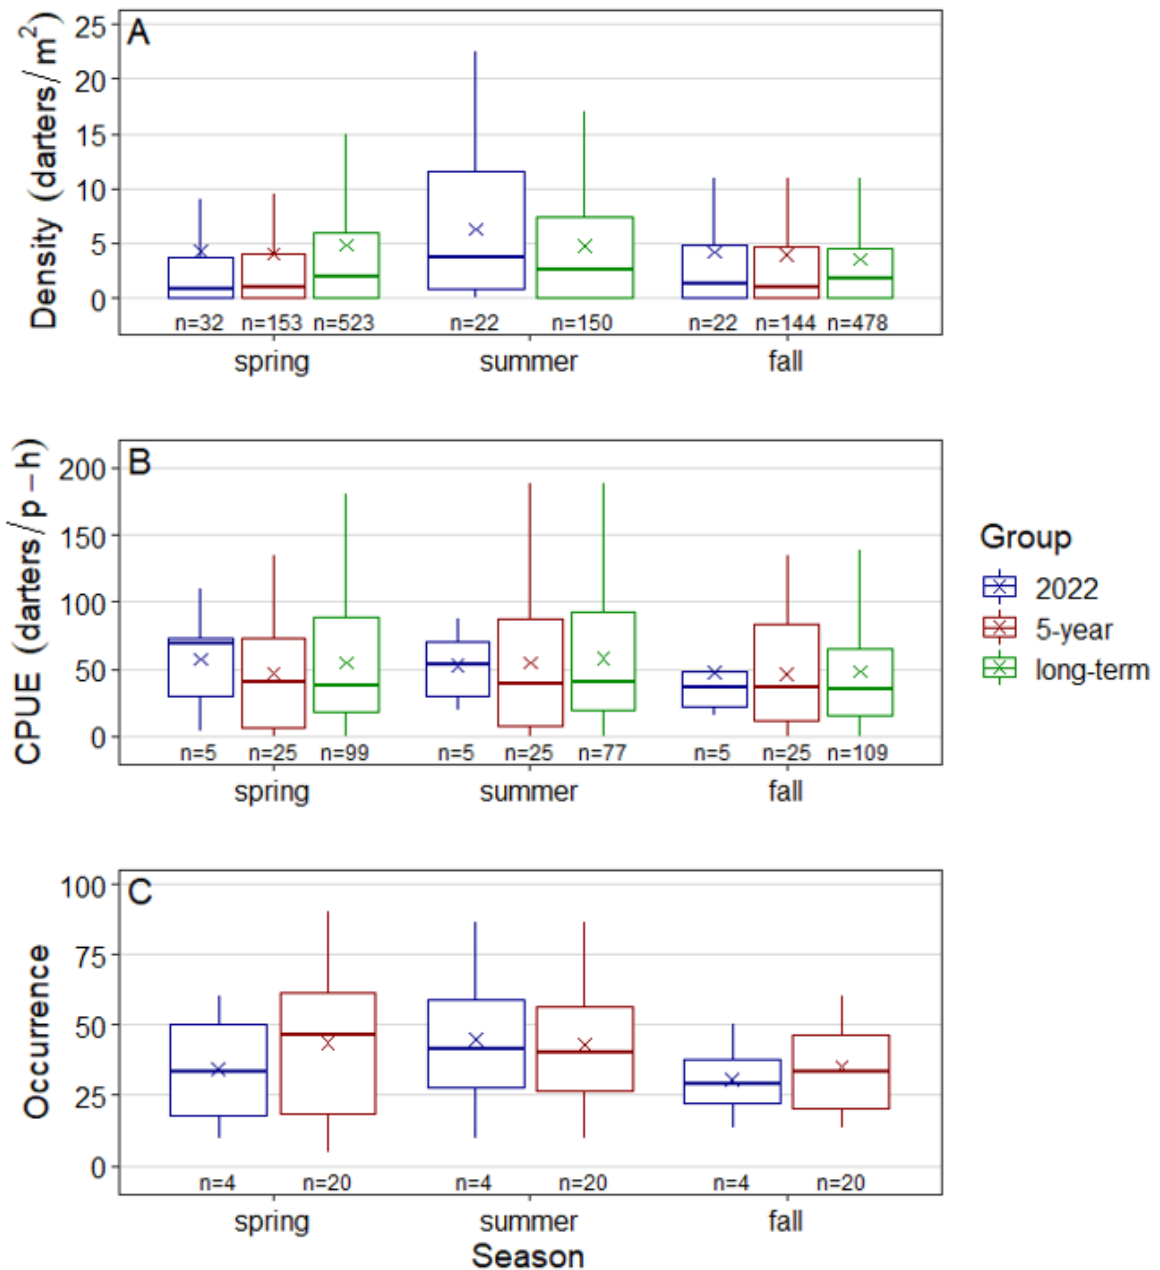 A
Density (darters/m²)
25
20
15
10
5
0
n=32 n=153 n=523 n=22 n=150 n=22 n=144 n=478
spring summer fall
B
CPUE (darters/p−h)
200
150
100
50
0
n=5 n=25 n=99 n=5 n=25 n=77 n=5 n=25 n=109
spring summer fall
Group
2022
5-year
long-term
C
Occurrence
100
75
50
25
0
n=4 n=20 n=4 n=20 n=4 n=20
spring summer fall
Season